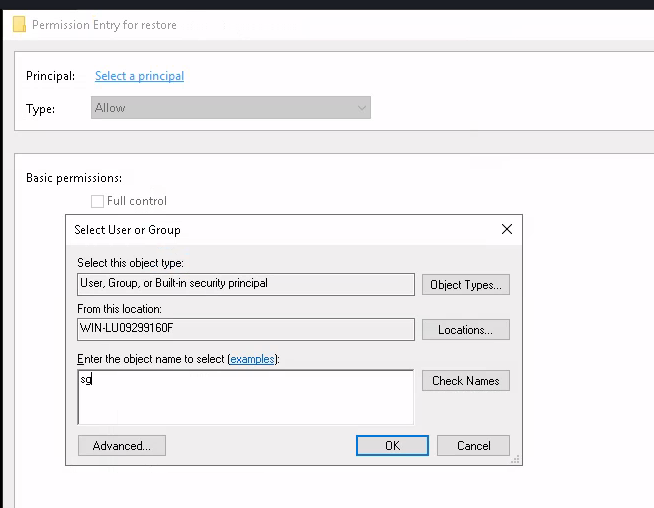 Permission Entry for restore
Principal: Select a principal
Type: Allow
Basic permissions:
Full control
Select User or Group
Select this object type:
User, Group, or Built-in security principal
Object Types...
From this location:
WIN-LU09299160F
Locations...
Enter the object name to select (examples):
sg
Check Names
Advanced... OK Cancel